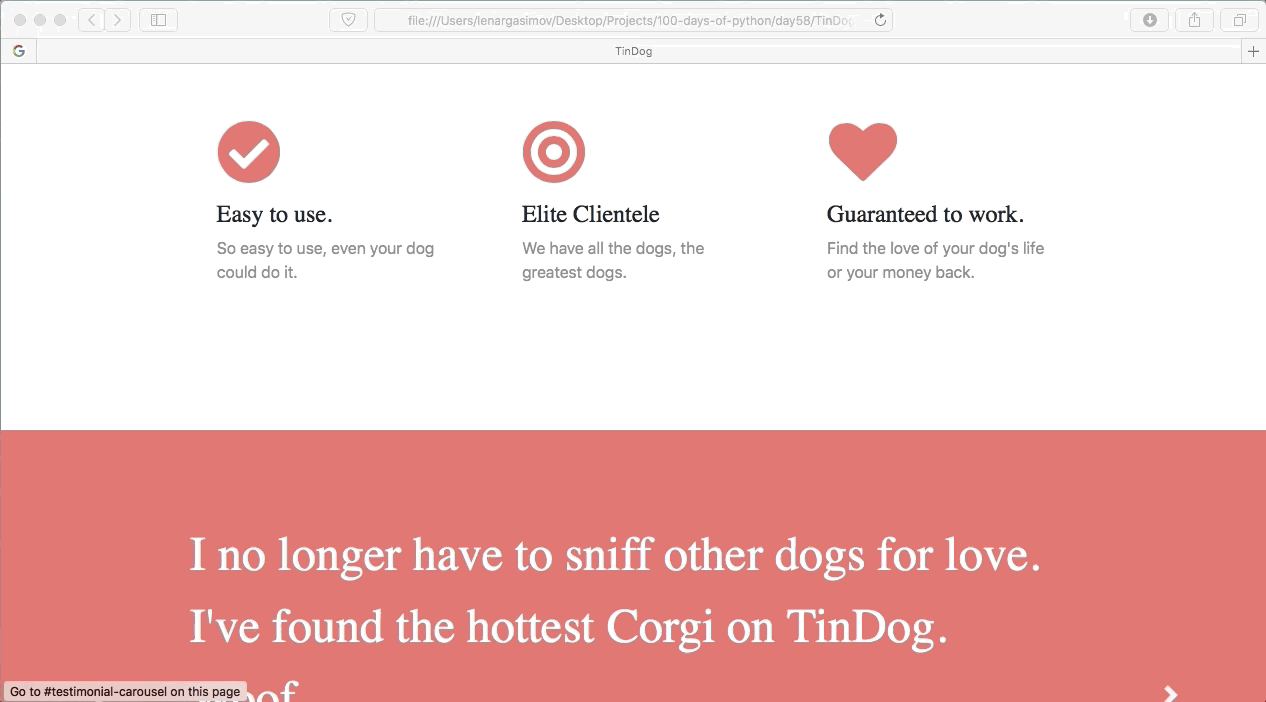 file:///Users/lenargasimov/Desktop/Projects/100-days-of-python/day58/TinDog
TinDog
Easy to use.
So easy to use, even your dog
could do it.
Elite Clientele
We have all the dogs, the
greatest dogs.
Guaranteed to work.
Find the love of your dog's life
or your money back.
I no longer have to sniff other dogs for love.
I've found the hottest Corgi on TinDog.
Go to #testimonial-carousel on this page